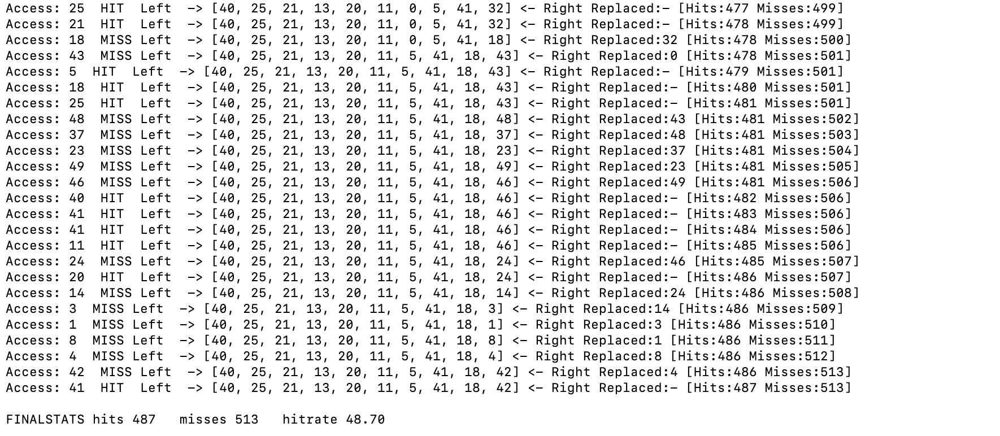 Access: 25  HIT  Left  -> [40, 25, 21, 13, 20, 11, 0, 5, 41, 32] <- Right Replaced:- [Hits:477 Misses:499]
Access: 21  HIT  Left  -> [40, 25, 21, 13, 20, 11, 0, 5, 41, 32] <- Right Replaced:- [Hits:478 Misses:499]
Access: 18  MISS Left  -> [40, 25, 21, 13, 20, 11, 0, 5, 41, 18] <- Right Replaced:32 [Hits:478 Misses:500]
Access: 43  MISS Left  -> [40, 25, 21, 13, 20, 11, 5, 41, 18, 43] <- Right Replaced:0 [Hits:478 Misses:501]
Access: 5  HIT  Left  -> [40, 25, 21, 13, 20, 11, 5, 41, 18, 43] <- Right Replaced:- [Hits:479 Misses:501]
Access: 18  HIT  Left  -> [40, 25, 21, 13, 20, 11, 5, 41, 18, 43] <- Right Replaced:- [Hits:480 Misses:501]
Access: 25  HIT  Left  -> [40, 25, 21, 13, 20, 11, 5, 41, 18, 43] <- Right Replaced:- [Hits:481 Misses:501]
Access: 48  MISS Left  -> [40, 25, 21, 13, 20, 11, 5, 41, 18, 48] <- Right Replaced:43 [Hits:481 Misses:502]
Access: 37  MISS Left  -> [40, 25, 21, 13, 20, 11, 5, 41, 18, 37] <- Right Replaced:48 [Hits:481 Misses:503]
Access: 23  MISS Left  -> [40, 25, 21, 13, 20, 11, 5, 41, 18, 23] <- Right Replaced:37 [Hits:481 Misses:504]
Access: 49  MISS Left  -> [40, 25, 21, 13, 20, 11, 5, 41, 18, 49] <- Right Replaced:23 [Hits:481 Misses:505]
Access: 46  MISS Left  -> [40, 25, 21, 13, 20, 11, 5, 41, 18, 46] <- Right Replaced:49 [Hits:481 Misses:506]
Access: 40  HIT  Left  -> [40, 25, 21, 13, 20, 11, 5, 41, 18, 46] <- Right Replaced:- [Hits:482 Misses:506]
Access: 41  HIT  Left  -> [40, 25, 21, 13, 20, 11, 5, 41, 18, 46] <- Right Replaced:- [Hits:483 Misses:506]
Access: 41  HIT  Left  -> [40, 25, 21, 13, 20, 11, 5, 41, 18, 46] <- Right Replaced:- [Hits:484 Misses:506]
Access: 11  HIT  Left  -> [40, 25, 21, 13, 20, 11, 5, 41, 18, 46] <- Right Replaced:- [Hits:485 Misses:506]
Access: 24  MISS Left  -> [40, 25, 21, 13, 20, 11, 5, 41, 18, 24] <- Right Replaced:46 [Hits:485 Misses:507]
Access: 20  HIT  Left  -> [40, 25, 21, 13, 20, 11, 5, 41, 18, 24] <- Right Replaced:- [Hits:486 Misses:507]
Access: 14  MISS Left  -> [40, 25, 21, 13, 20, 11, 5, 41, 18, 14] <- Right Replaced:24 [Hits:486 Misses:508]
Access: 3  MISS Left  -> [40, 25, 21, 13, 20, 11, 5, 41, 18, 3] <- Right Replaced:14 [Hits:486 Misses:509]
Access: 1  MISS Left  -> [40, 25, 21, 13, 20, 11, 5, 41, 18, 1] <- Right Replaced:3 [Hits:486 Misses:510]
Access: 8  MISS Left  -> [40, 25, 21, 13, 20, 11, 5, 41, 18, 8] <- Right Replaced:1 [Hits:486 Misses:511]
Access: 4  MISS Left  -> [40, 25, 21, 13, 20, 11, 5, 41, 18, 4] <- Right Replaced:8 [Hits:486 Misses:512]
Access: 42  MISS Left  -> [40, 25, 21, 13, 20, 11, 5, 41, 18, 42] <- Right Replaced:4 [Hits:486 Misses:513]
Access: 41  HIT  Left  -> [40, 25, 21, 13, 20, 11, 5, 41, 18, 42] <- Right Replaced:- [Hits:487 Misses:513]

FINALSTATS hits 487   misses 513   hitrate 48.70